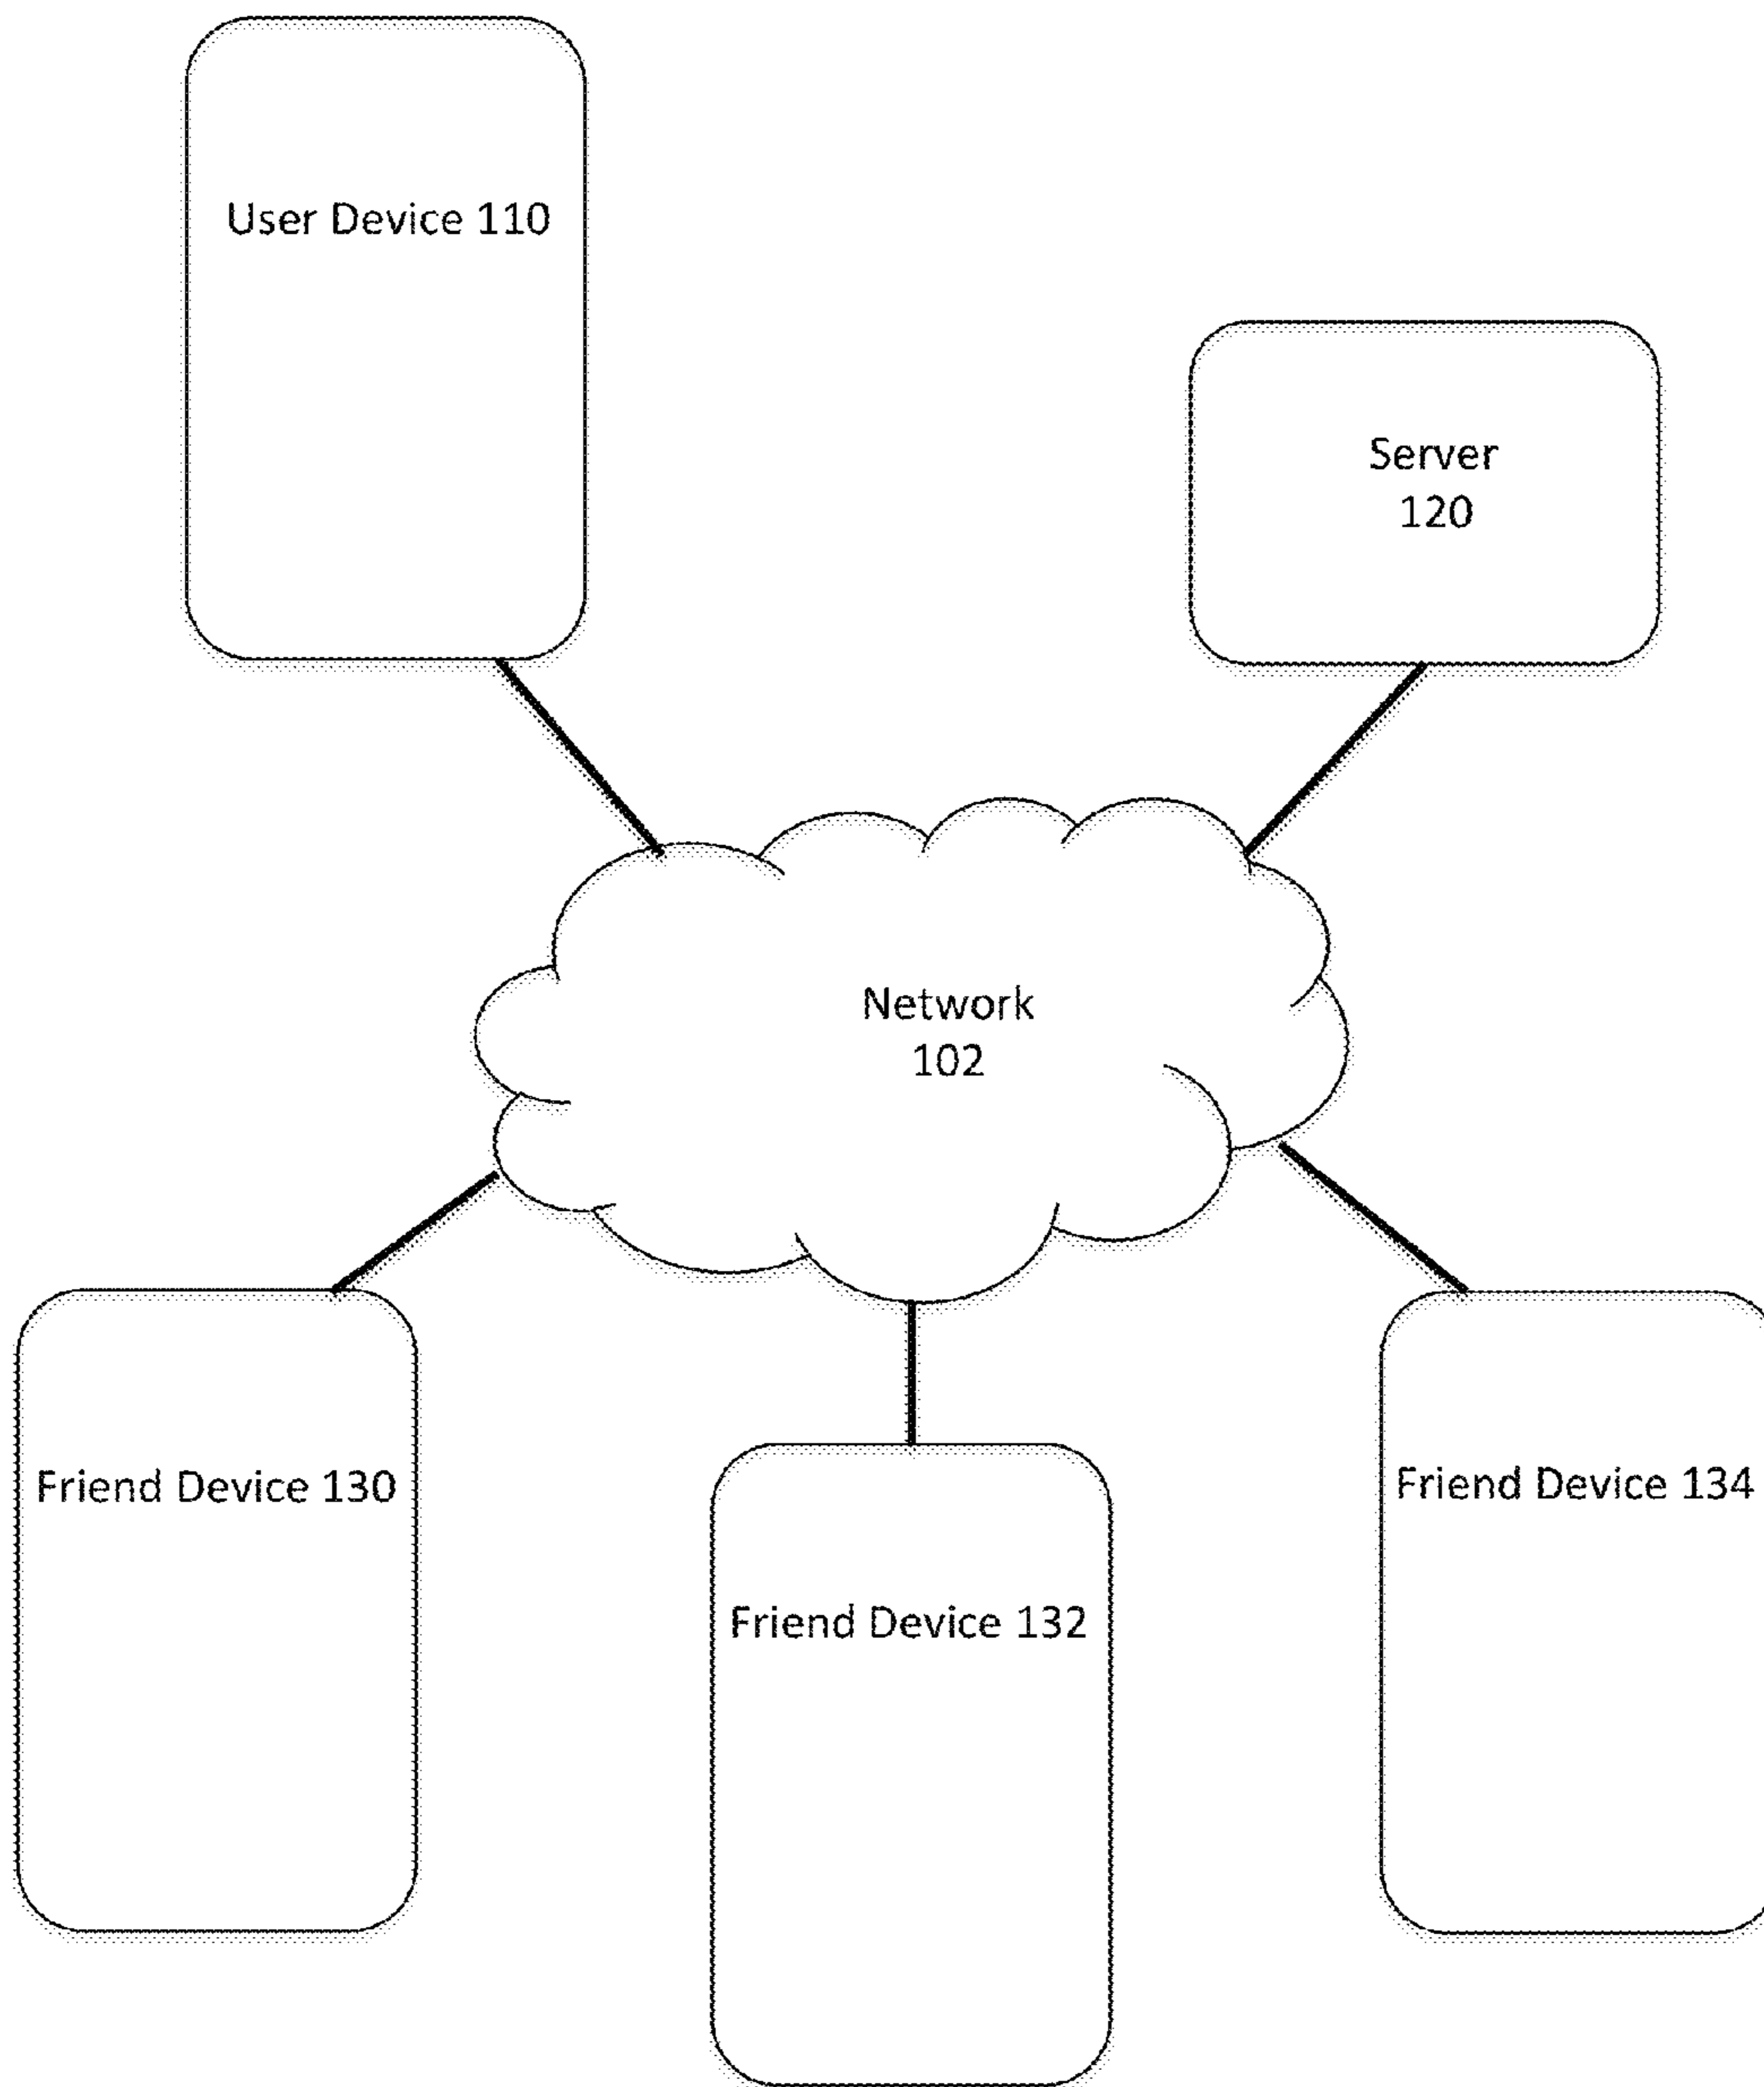 User Device 110
Server
120
Network
102
Friend Device 130
Friend Device 134
Friend Device 132